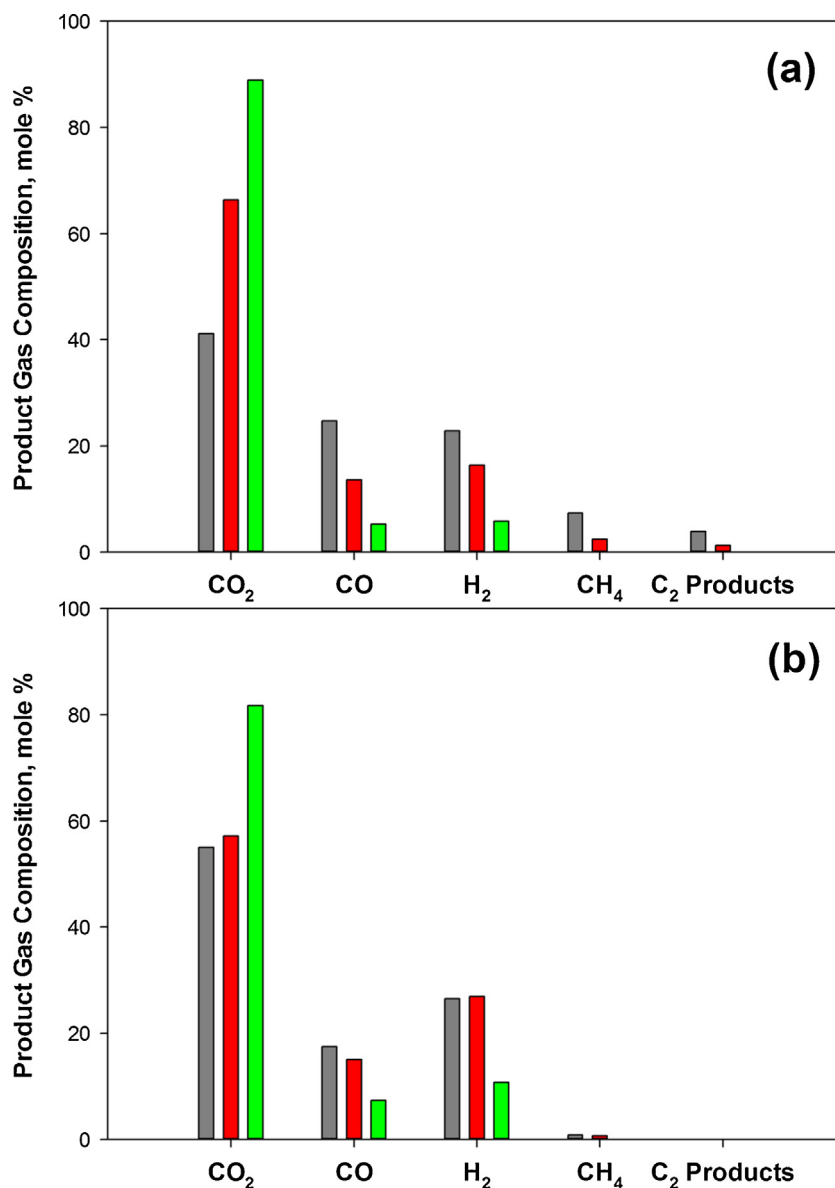 (a)
Product Gas Composition, mole %
100
80
60
40
20
0
CO₂ CO H₂ CH₄ C₂ Products
(b)
Product Gas Composition, mole %
100
80
60
40
20
0
CO₂ CO H₂ CH₄ C₂ Products